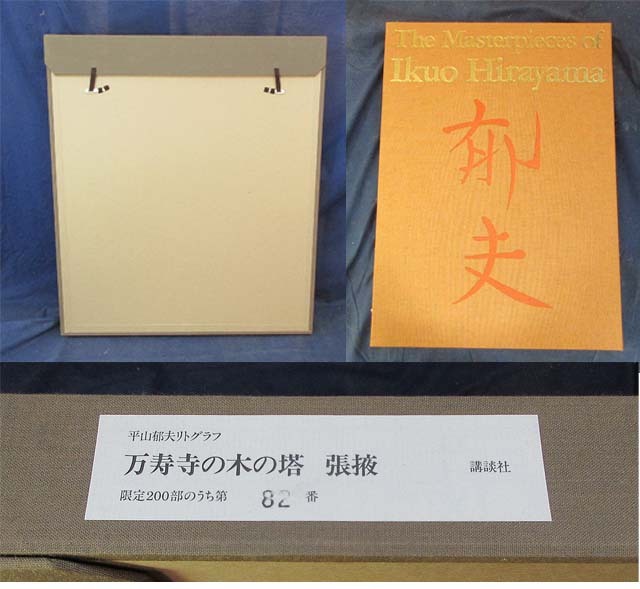 The Masterpieces of
Ikuo Hirayama
郁
夫
平山郁夫リトグラフ
万寿寺の木の塔 張掖
講談社
限定200部のうち第 82 番